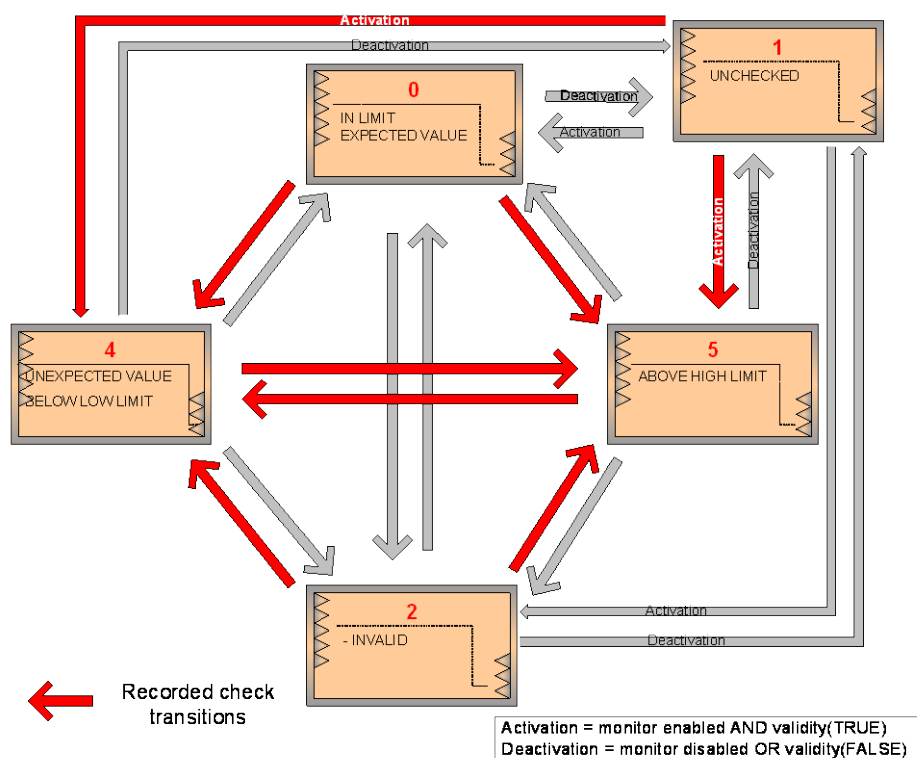 Activation
Deactivation
1
UNCHECKED
0
IN LIMIT
EXPECTED VALUE
Deactivation
Activation
Activation
Deactivation
4
UNEXPECTED VALUE
BELOW LOW LIMIT
5
ABOVE HIGH LIMIT
2
- INVALID
Activation
Deactivation
Recorded check
transitions
Activation = monitor enabled AND validity(TRUE)
Deactivation = monitor disabled OR validity(FALSE)